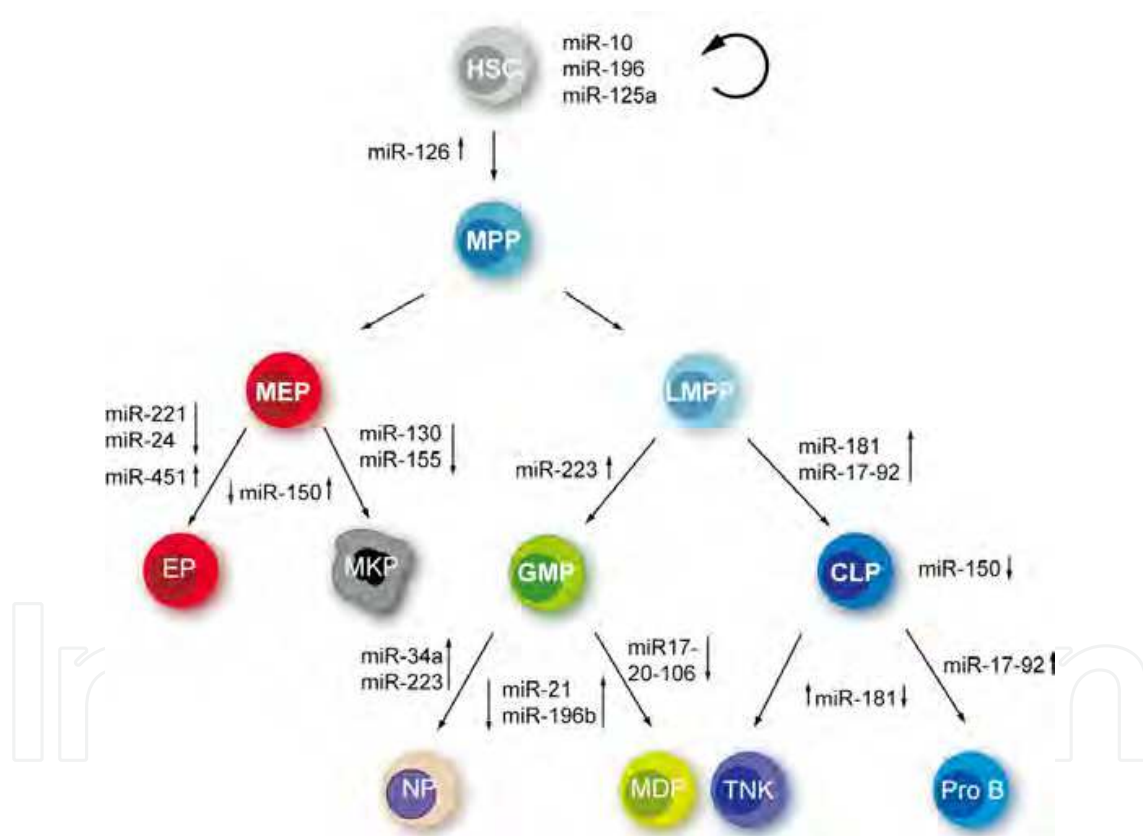 HSC
miR-10
miR-196
miR-125a
miR-126 ↑
MPP
MEP
LMPP
miR-221
miR-24 ↓
miR-451 ↑
miR-130
miR-155 ↓
↓ miR-150 ↑
miR-223 ↑
miR-181
miR-17-92 ↑
EP
MKP
GMP
CLP
miR-150 ↓
miR-34a
miR-223 ↑
↓ miR-21
miR-196b ↑
miR17-
20-106 ↓
↑ miR-181 ↓
miR-17-92 ↑
NP
MDP
TNK
Pro B